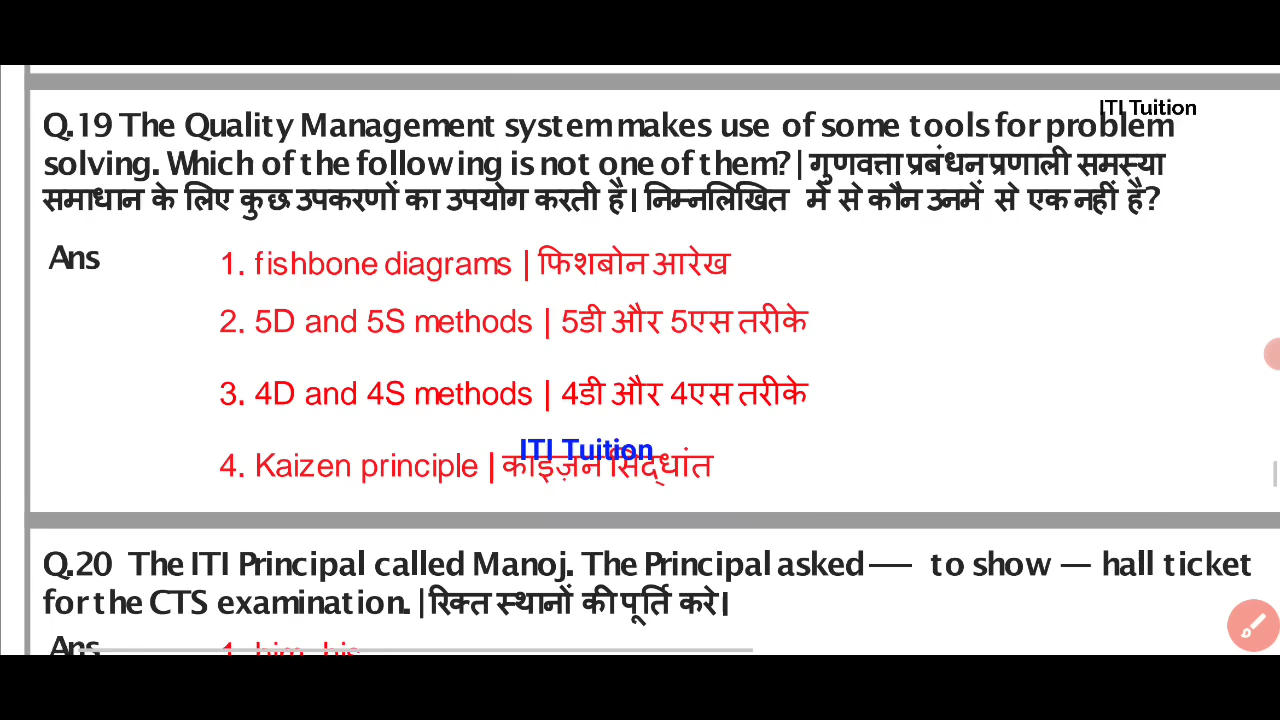 ITI Tuition
Q.19 The Quality Management system makes use of some tools for problem
solving. Which of the following is not one of them? | गुणवत्ता प्रबंधन प्रणाली समस्या
समाधान के लिए कुछ उपकरणों का उपयोग करती है। निम्नलिखित में से कौन उनमें से एक नहीं है?
Ans
1. fishbone diagrams | फिशबोन आरेख
2. 5D and 5S methods | 5डी और 5एस तरीके
3. 4D and 4S methods | 4डी और 4एस तरीके
ITI Tuition
4. Kaizen principle | काइज़न सिद्धांत
Q.20 The ITI Principal called Manoj. The Principal asked — to show — hall ticket
for the CTS examination. | रिक्त स्थानों की पूर्ति करे।
Ans
1. him, his